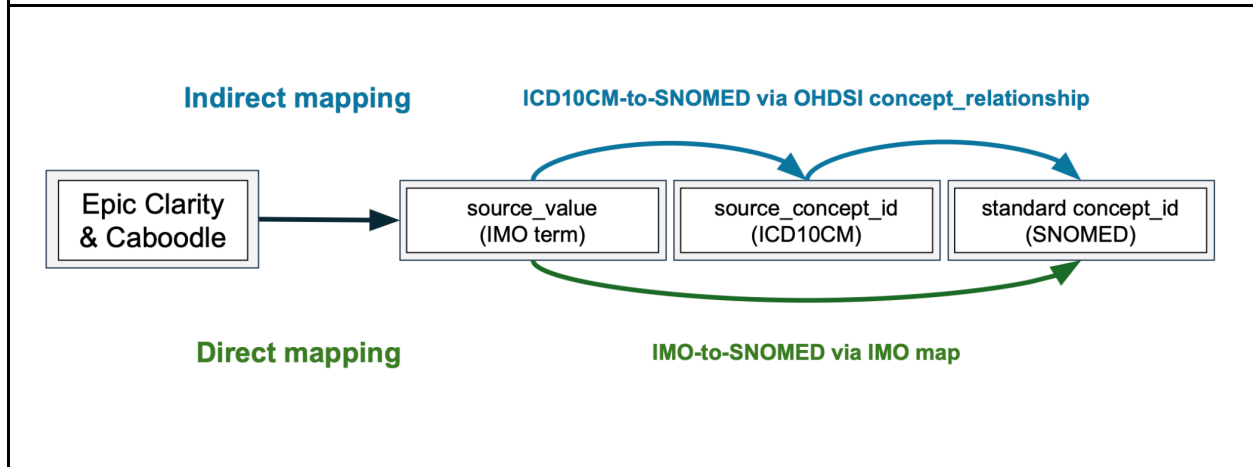 Indirect mapping
ICD10CM-to-SNOMED via OHDSI concept_relationship
Epic Clarity
& Caboodle
source_value
(IMO term)
source_concept_id
(ICD10CM)
standard concept_id
(SNOMED)
Direct mapping
IMO-to-SNOMED via IMO map